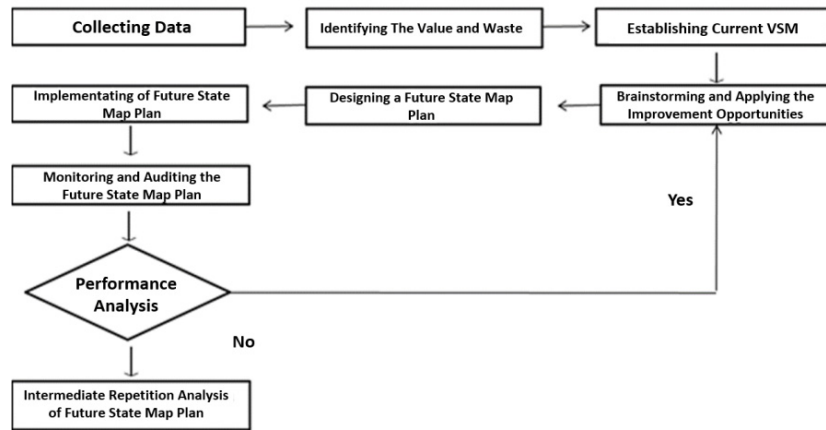 Collecting Data
Identifying The Value and Waste
Establishing Current VSM
Implementating of Future State
Map Plan
Designing a Future State Map
Plan
Brainstorming and Applying the
Improvement Opportunities
Monitoring and Auditing the
Future State Map Plan
Yes
Performance
Analysis
No
Intermediate Repetition Analysis
of Future State Map Plan